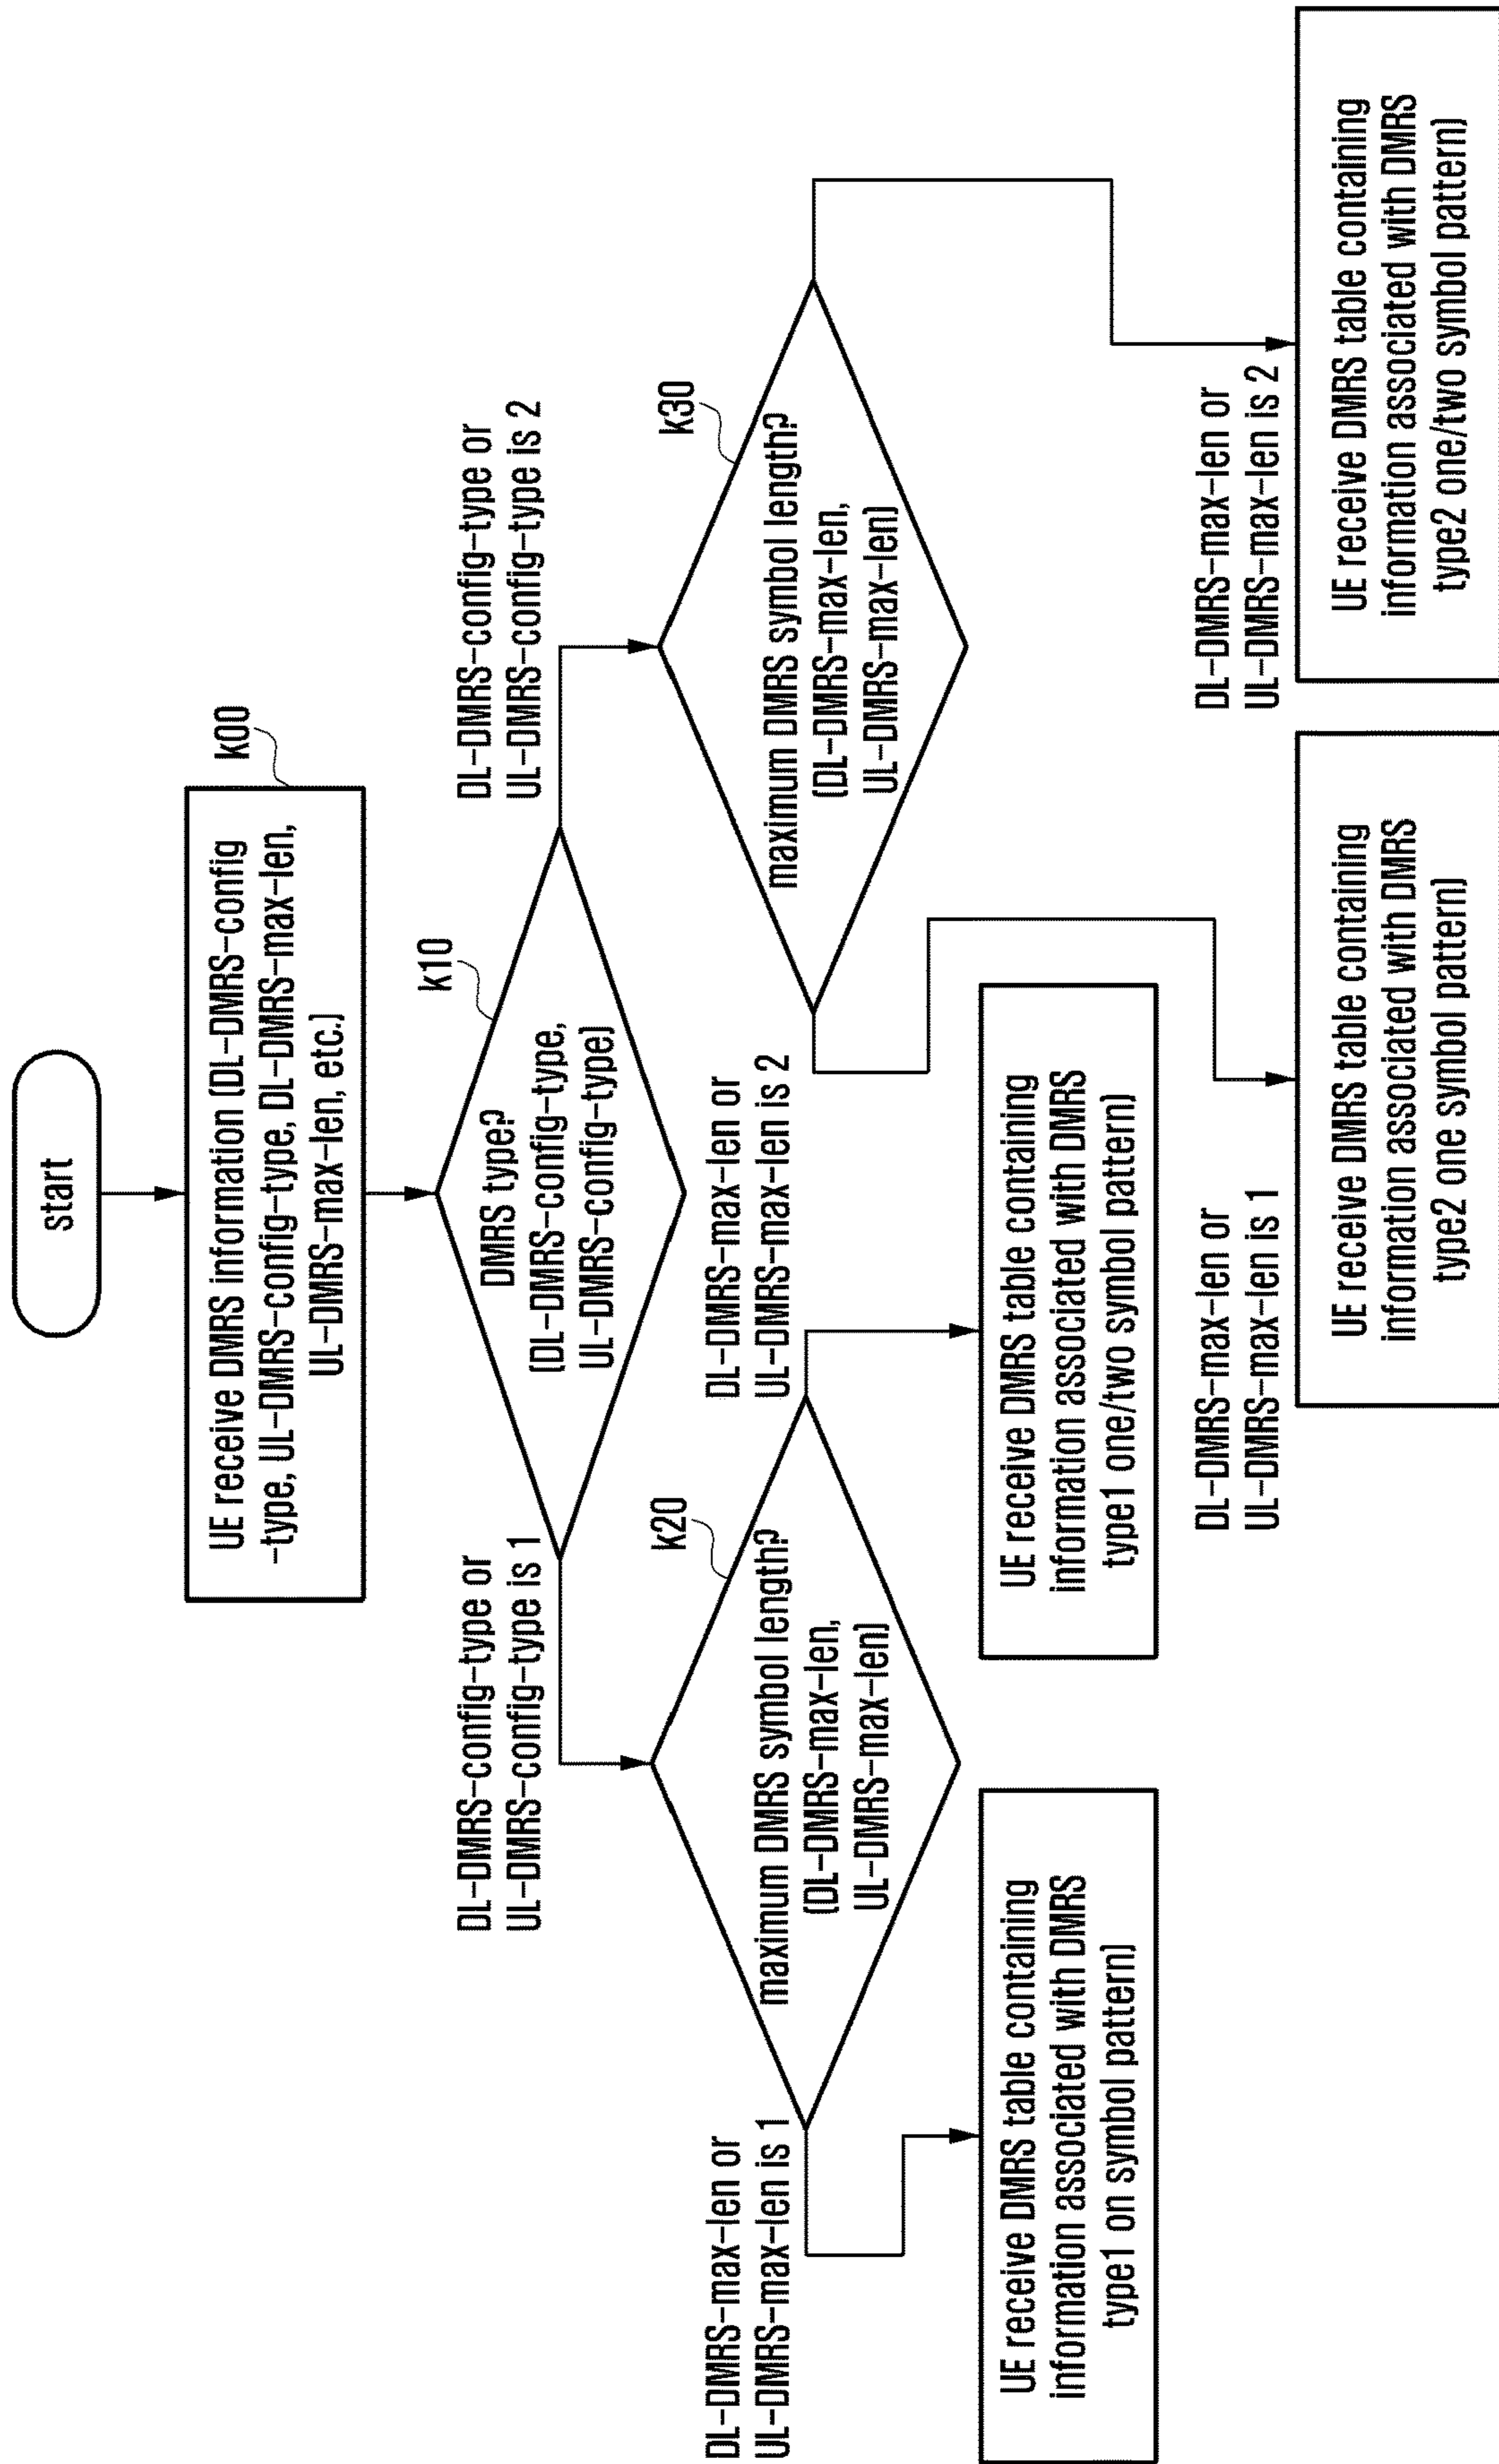 start
k00
UE receive DMRS information (DL-DMRS-config
-type, UL-DMRS-config-type, DL-DMRS-max-len,
UL-DMRS-max-len, etc.)
k10
DMRS type?
(DL-DMRS-config-type,
UL-DMRS-config-type)
DL-DMRS-config-type or
UL-DMRS-config-type is 1
DL-DMRS-config-type or
UL-DMRS-config-type is 2
k20
maximum DMRS symbol length?
(DL-DMRS-max-len,
UL-DMRS-max-len)
k30
maximum DMRS symbol length?
(DL-DMRS-max-len,
UL-DMRS-max-len)
DL-DMRS-max-len or
UL-DMRS-max-len is 1
DL-DMRS-max-len or
UL-DMRS-max-len is 2
UE receive DMRS table containing
information associated with DMRS
type1 on symbol pattern)
UE receive DMRS table containing
information associated with DMRS
type1 one/two symbol pattern)
DL-DMRS-max-len or
UL-DMRS-max-len is 1
DL-DMRS-max-len or
UL-DMRS-max-len is 2
UE receive DMRS table containing
information associated with DMRS
type2 one symbol pattern)
UE receive DMRS table containing
information associated with DMRS
type2 one/two symbol pattern)